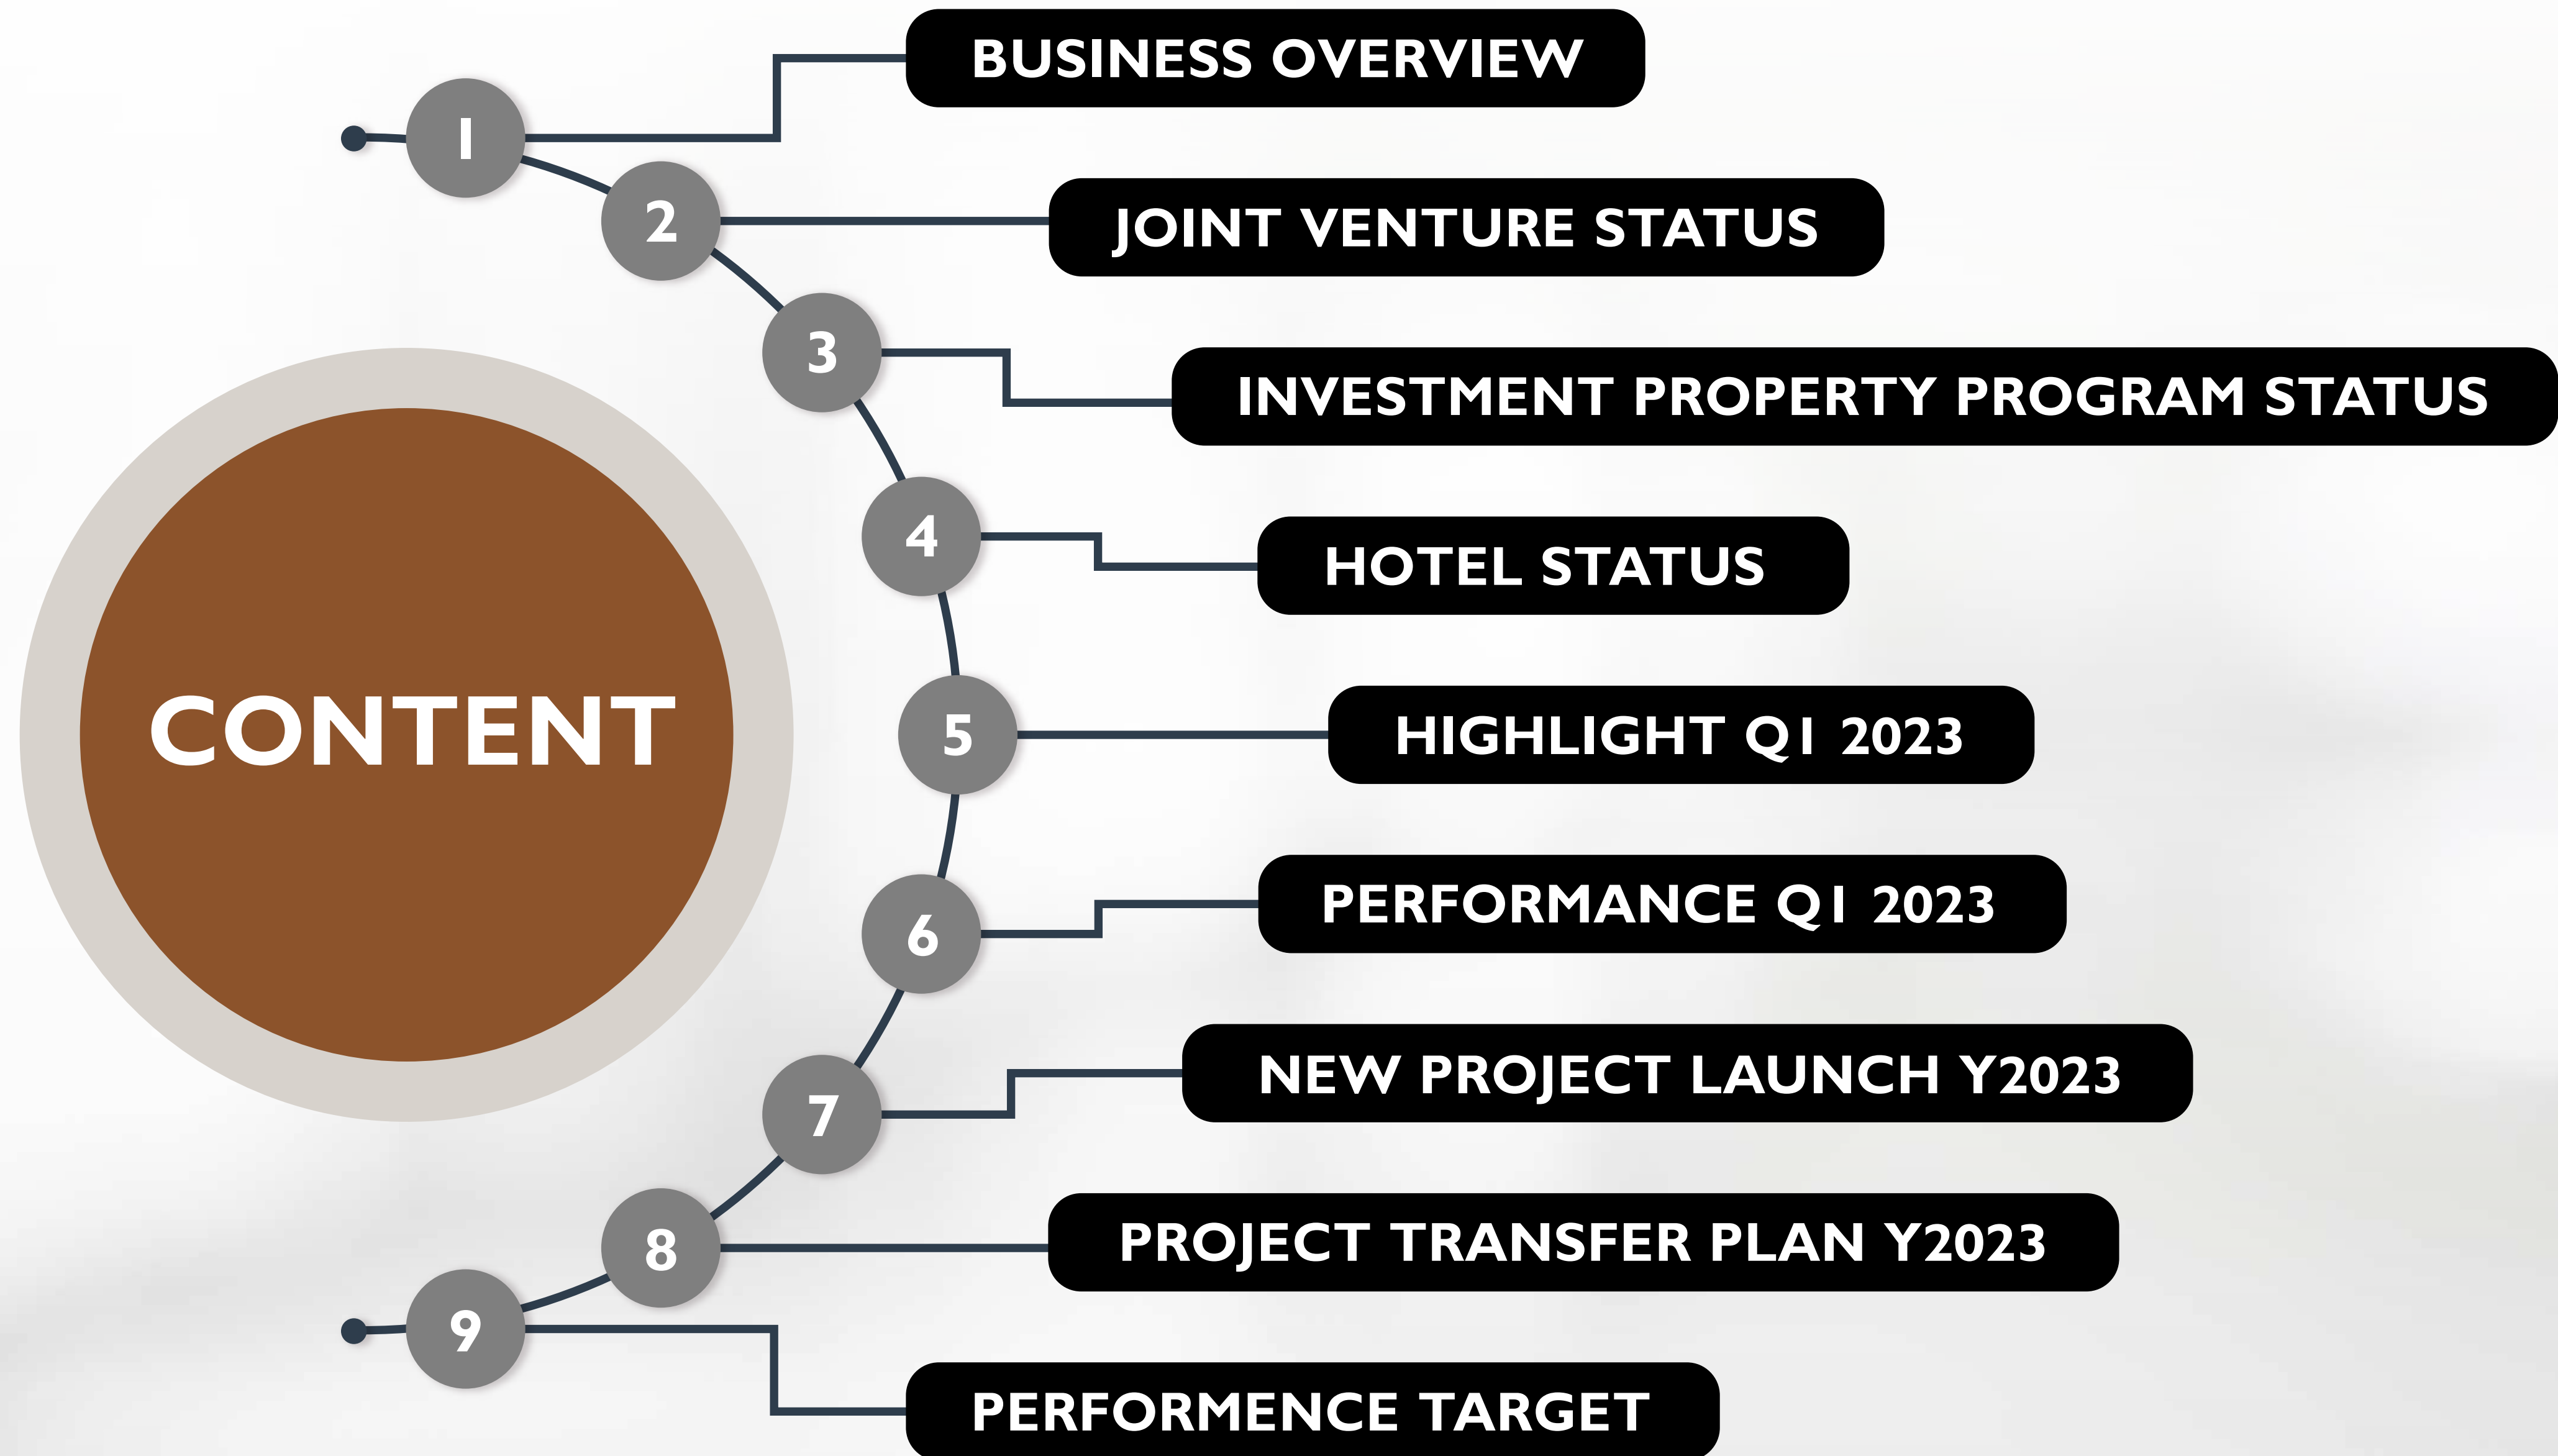 BUSINESS OVERVIEW
1
JOINT VENTURE STATUS
2
3
INVESTMENT PROPERTY PROGRAM STATUS
4
HOTEL STATUS
CONTENT
5
HIGHLIGHT Q1 2023
6
PERFORMANCE Q1 2023
7
NEW PROJECT LAUNCH Y2023
8
PROJECT TRANSFER PLAN Y2023
9
PERFORMENCE TARGET